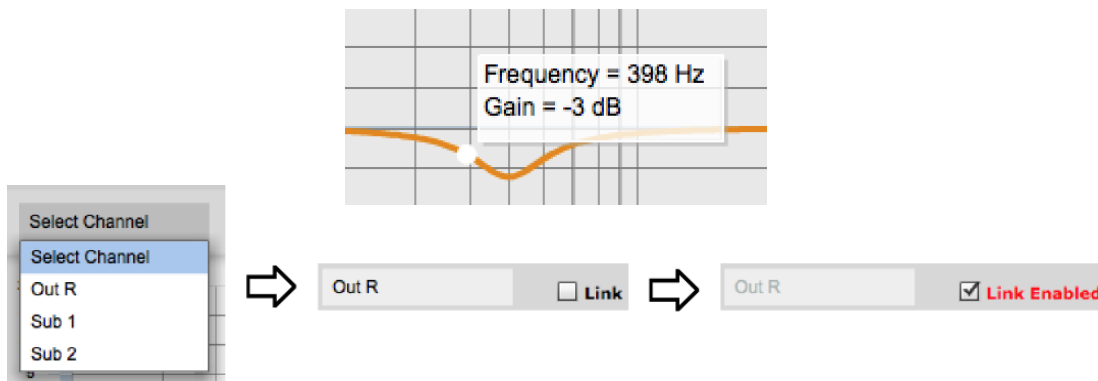 Frequency = 398 Hz
Gain = -3 dB
Select Channel
Select Channel
Out R
Sub 1
Sub 2
Out R
Link
Out R
Link Enabled